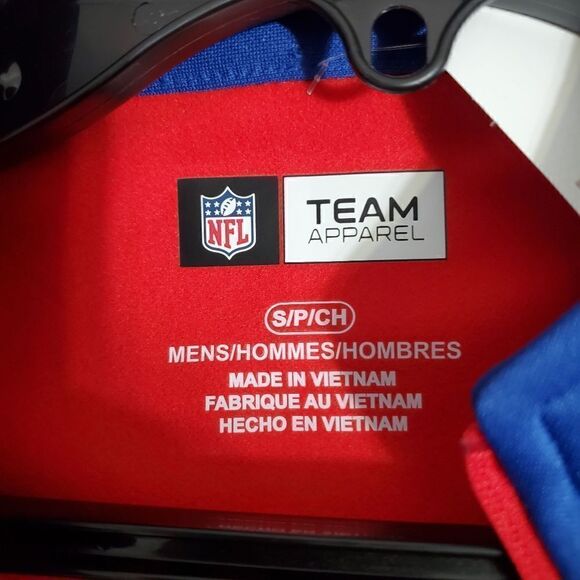 NFL
TEAM
APPAREL
S/P/CH
MENS/HOMMES/HOMBRES
MADE IN VIETNAM
FABRIQUE AU VIETNAM
HECHO EN VIETNAM